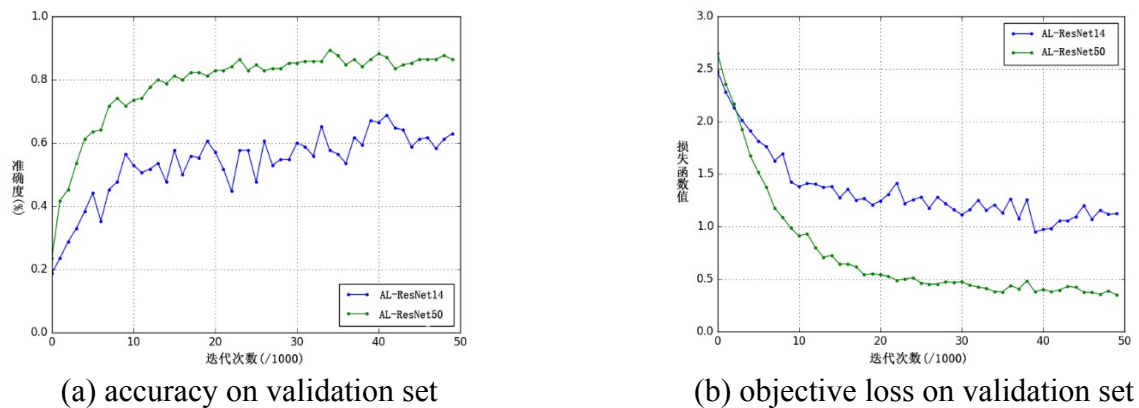 1.0
0.8
0.6
0.4
0.2
0.0
准确度(%)
0
10
20
30
40
50
迭代次数(/1000)
AL-ResNet14
AL-ResNet50
(a) accuracy on validation set
3.0
2.5
2.0
1.5
1.0
0.5
0.0
损失函数值
0
10
20
30
40
50
迭代次数(/1000)
AL-ResNet14
AL-ResNet50
(b) objective loss on validation set